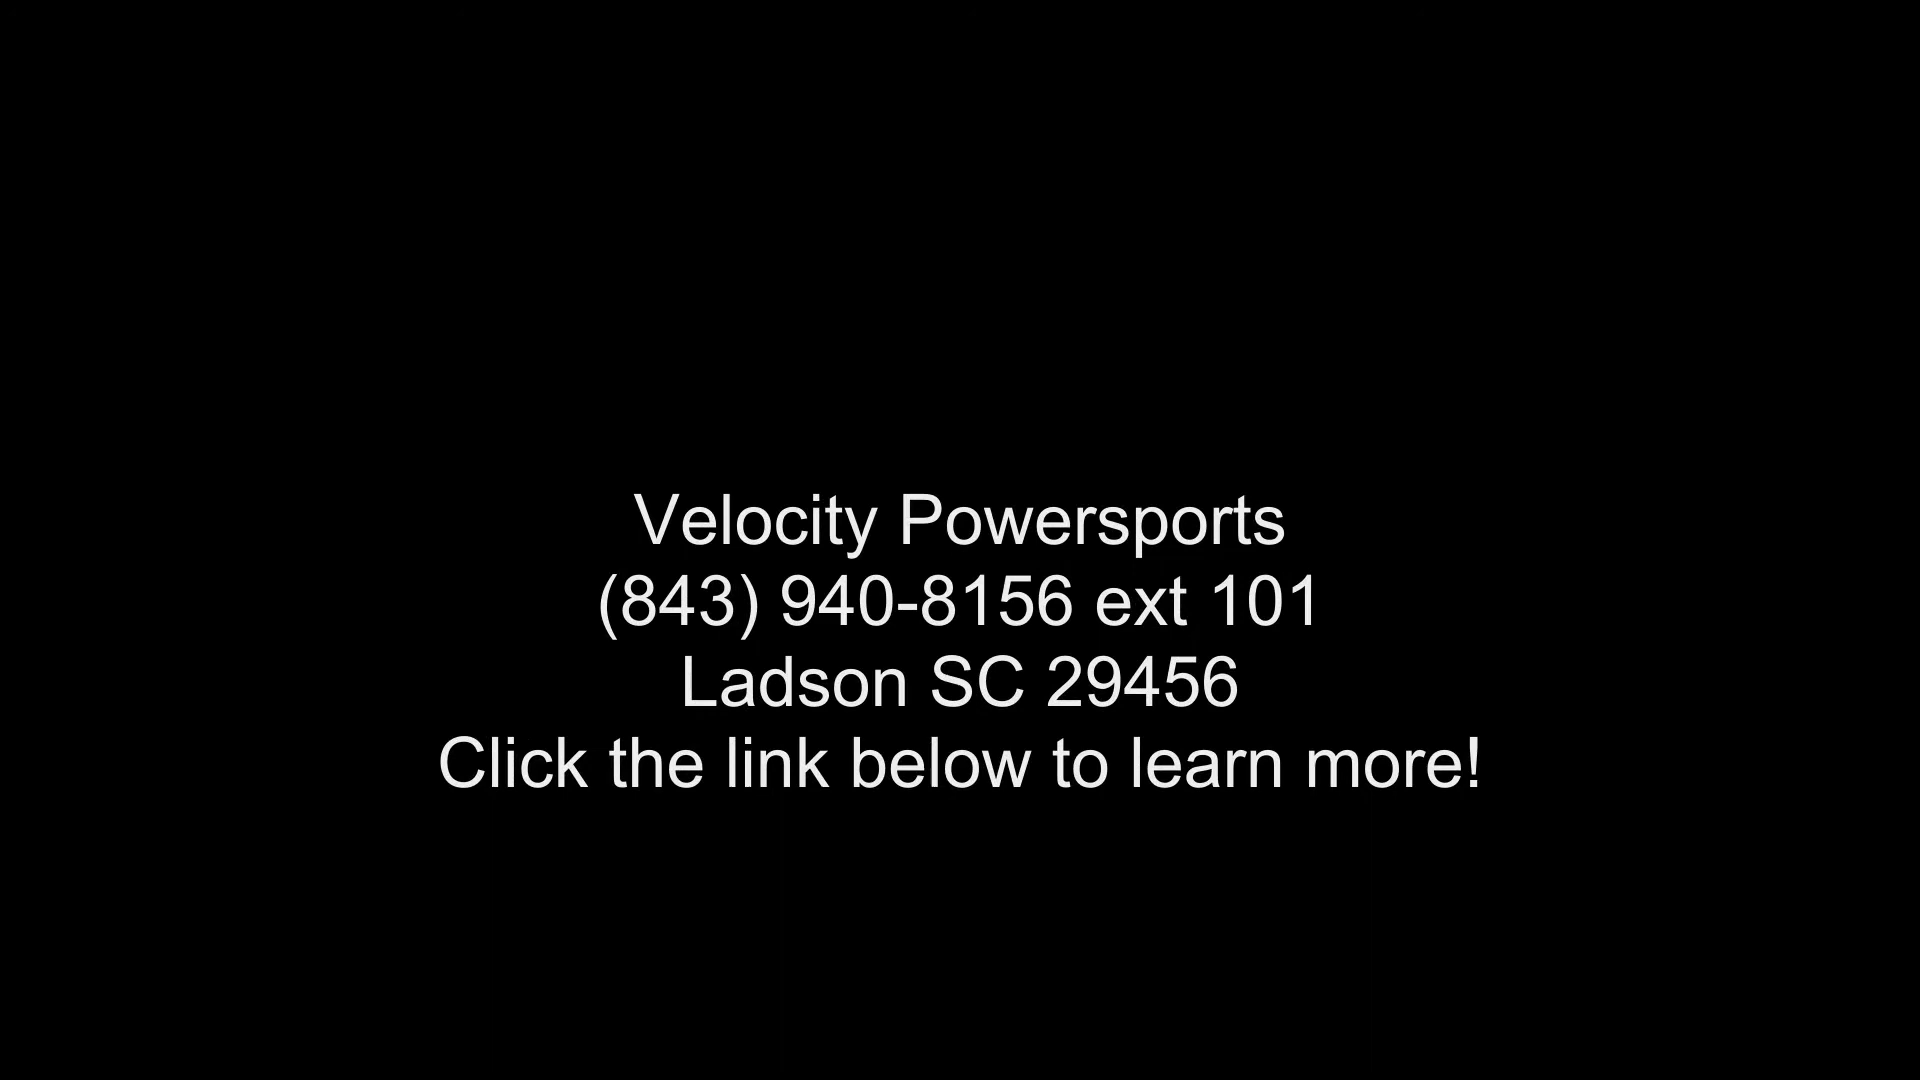 Velocity Powersports
(843) 940-8156 ext 101
Ladson SC 29456
Click the link below to learn more!